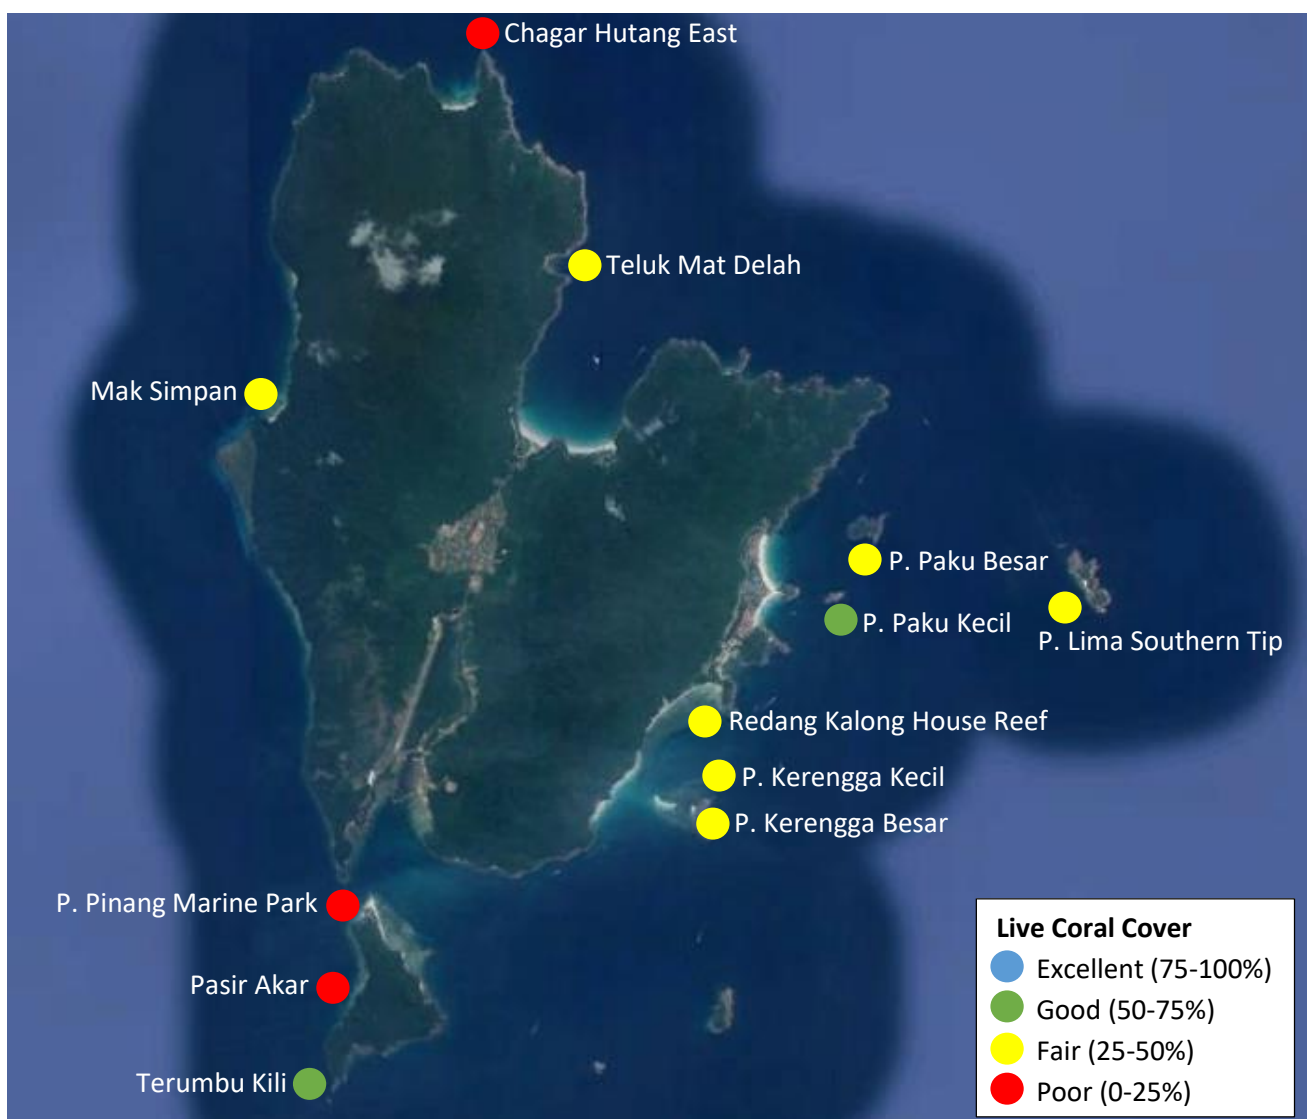 Chagar Hutang East
Teluk Mat Delah
Mak Simpan
P. Paku Besar
P. Paku Kecil
P. Lima Southern Tip
Redang Kalong House Reef
P. Kerengga Kecil
P. Kerengga Besar
P. Pinang Marine Park
Pasir Akar
Terumbu Kili
Live Coral Cover
Excellent (75-100%)
Good (50-75%)
Fair (25-50%)
Poor (0-25%)